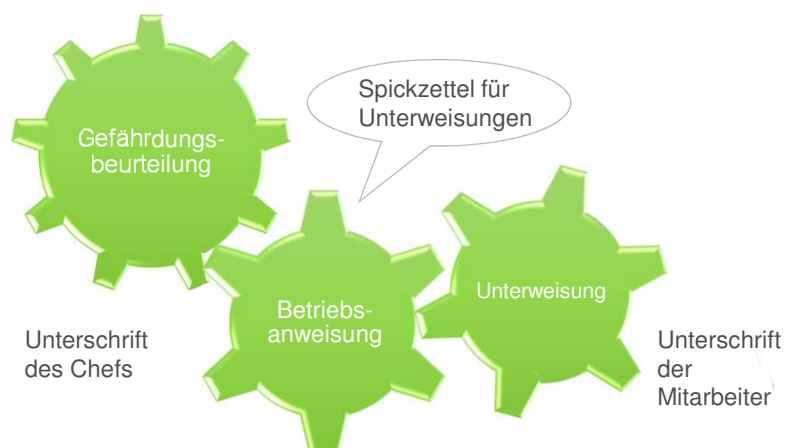 Spickzettel für
Unterweisungen
Gefährdungs-
beurteilung
Unterweisung
Betriebs-
anweisung
Unterschrift
des Chefs
Unterschrift
der
Mitarbeiter